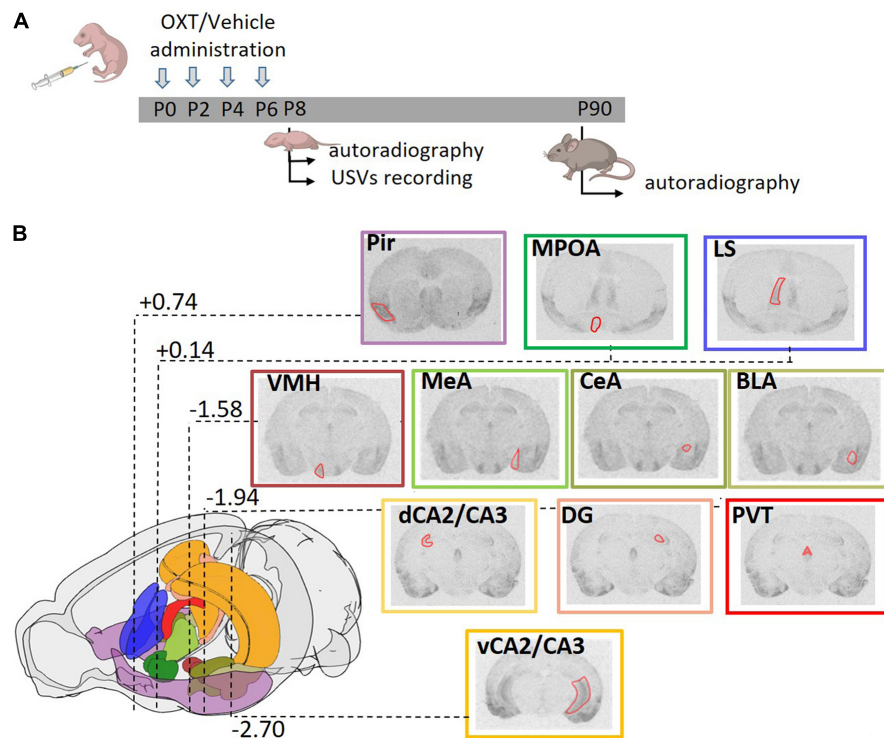 A
OXT/Vehicle
administration
P0 P2 P4 P6 P8 P90
autoradiography
USVs recording
autoradiography
B
Pir MPOA LS
+0.74
+0.14
VMH MeA CeA BLA
-1.58
-1.94
dCA2/CA3 DG PVT
vCA2/CA3
-2.70